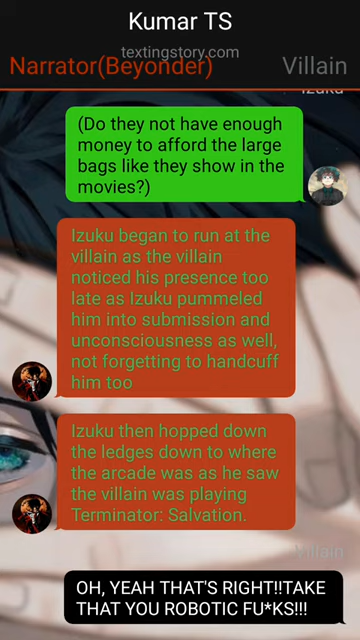 Kumar TS
textingstory.com
Narrator(Beyonder)
Villain
Izuku
(Do they not have enough
money to afford the large
bags like they show in the
movies?)
Izuku began to run at the
villain as the villain
noticed his presence too
late as Izuku pummeled
him into submission and
unconsciousness as well,
not forgetting to handcuff
him too
Izuku then hopped down
the ledges down to where
the arcade was as he saw
the villain was playing
Terminator: Salvation.
Villain
OH, YEAH THAT'S RIGHT!!TAKE
THAT YOU ROBOTIC FU*KS!!!